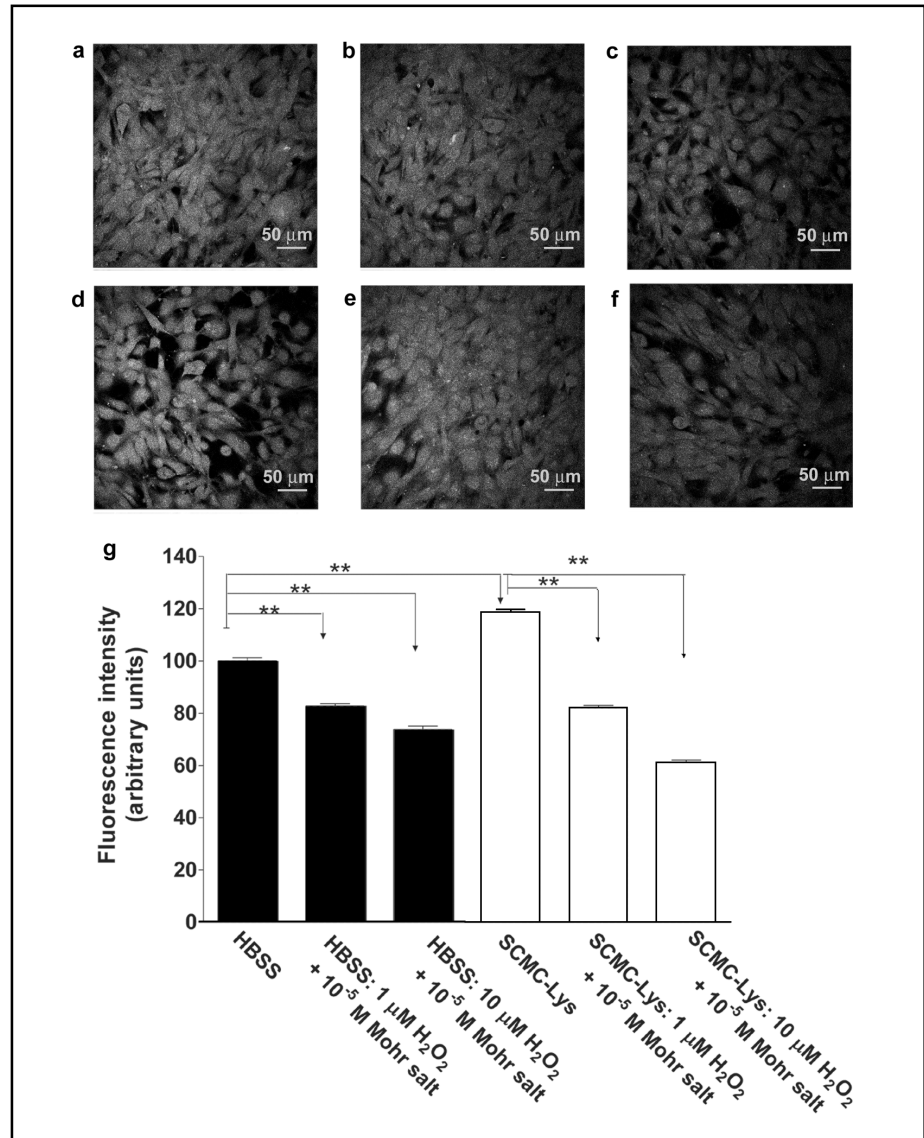 a
b
c
50 μm
50 μm
50 μm
d
e
f
50 μm
50 μm
50 μm
g
Fluorescence intensity
(arbitrary units)
140
120
100
80
60
40
20
0
**
**
**
**
**
HBSS
HBSS: 1 μM H₂O₂
+ 10⁻⁵ M Mohr salt
HBSS: 10 μM H₂O₂
+ 10⁻⁵ M Mohr salt
SCMC-Lys
SCMC-Lys: 1 μM H₂O₂
+ 10⁻⁵ M Mohr salt
SCMC-Lys: 10 μM H₂O₂
+ 10⁻⁵ M Mohr salt